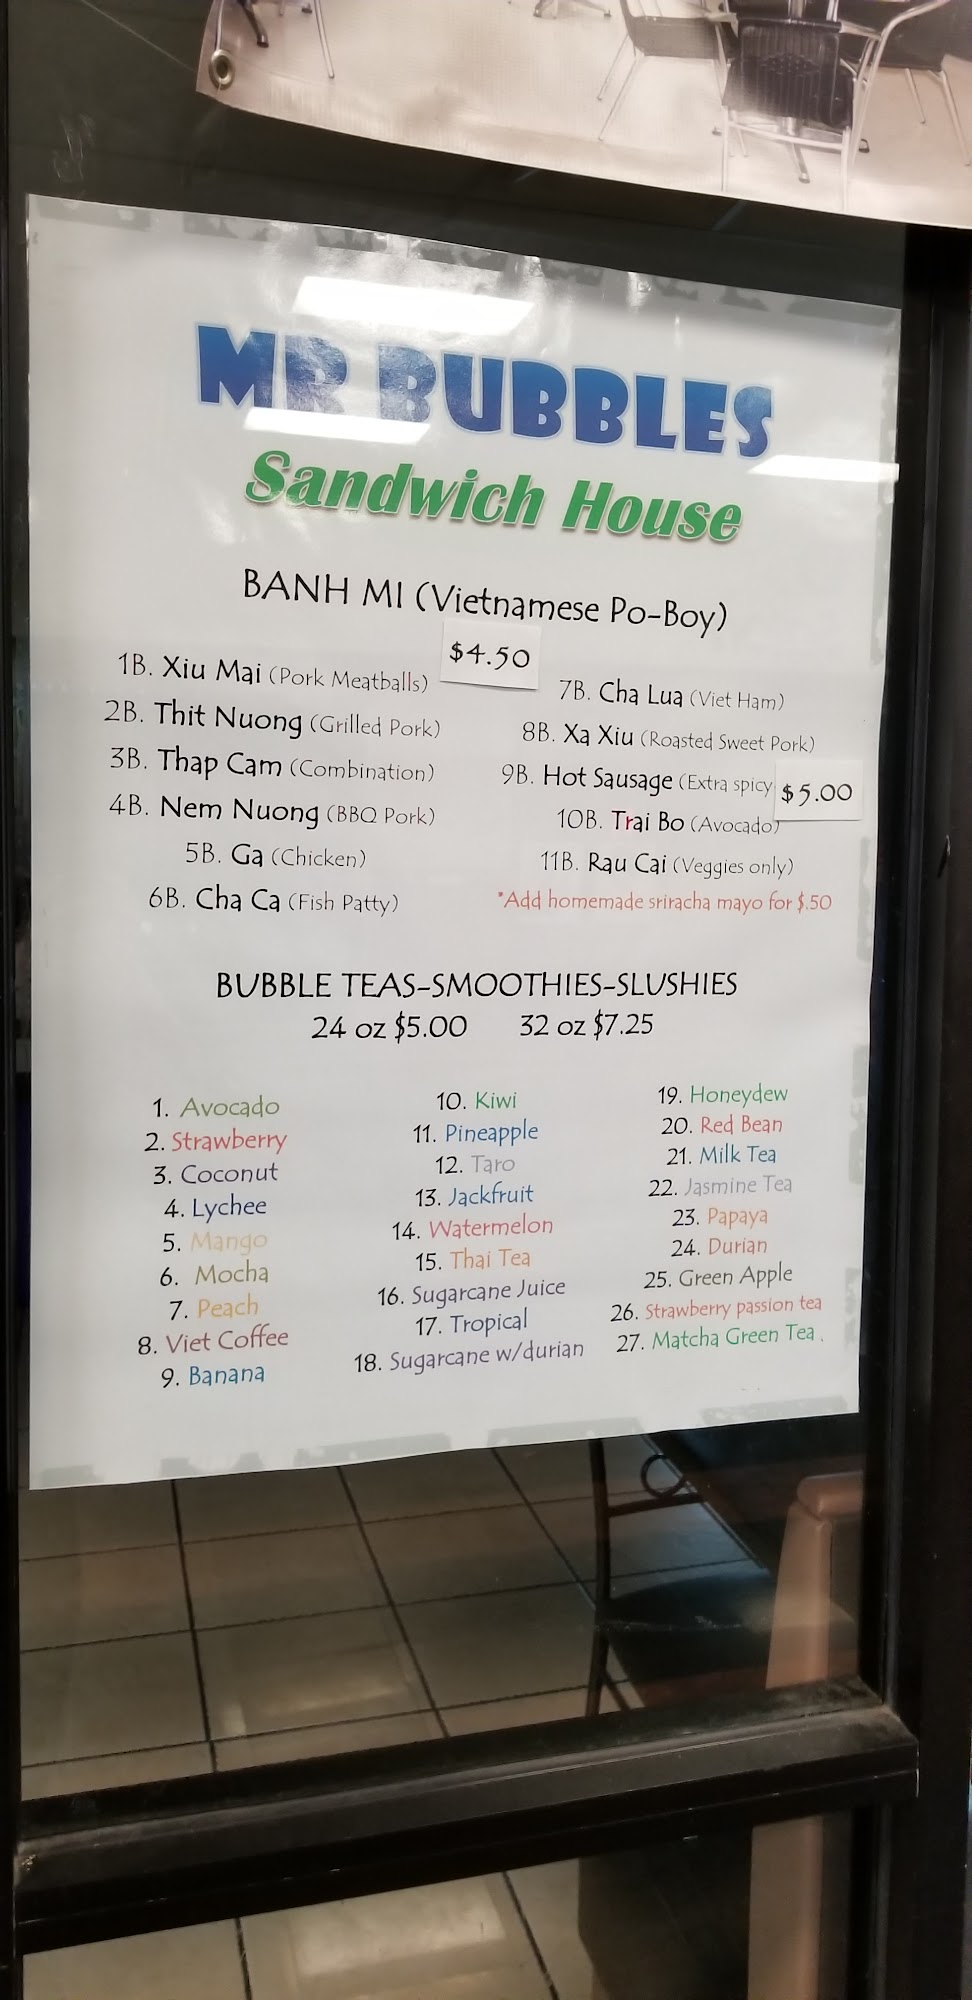 MR BUBBLES
Sandwich House
BANH MI (Vietnamese Po-Boy)
$4.50
1B. Xiu Mai (Pork Meatballs)
2B. Thit Nuong (Grilled Pork)
3B. Thap Cam (Combination)
4B. Nem Nuong (BBQ Pork)
5B. Ga (Chicken)
6B. Cha Ca (Fish Patty)
7B. Cha Lua (Viet Ham)
8B. Xa Xiu (Roasted Sweet Pork)
9B. Hot Sausage (Extra spicy $5.00
10B. Trai Bo (Avocado)
11B. Rau Cai (Veggies only)
*Add homemade sriracha mayo for $.50
BUBBLE TEAS-SMOOTHIES-SLUSHIES
24 oz $5.00 32 oz $7.25
1. Avocado
2. Strawberry
3. Coconut
4. Lychee
5. Mango
6. Mocha
7. Peach
8. Viet Coffee
9. Banana
10. Kiwi
11. Pineapple
12. Taro
13. Jackfruit
14. Watermelon
15. Thai Tea
16. Sugarcane Juice
17. Tropical
18. Sugarcane w/durian
19. Honeydew
20. Red Bean
21. Milk Tea
22. Jasmine Tea
23. Papaya
24. Durian
25. Green Apple
26. Strawberry passion tea
27. Matcha Green Tea .